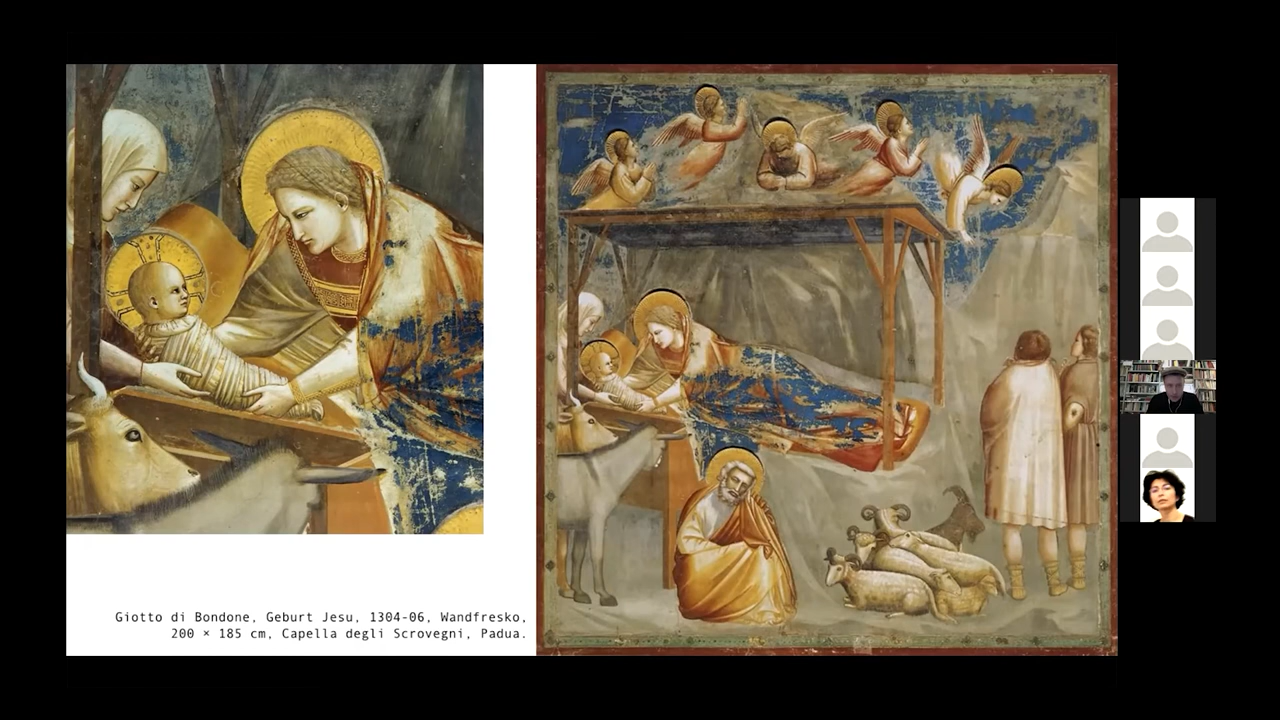 Giotto di Bondone, Geburt Jesu, 1304-06, Wandfresko,
200 × 185 cm, Capella degli Scrovegni, Padua.